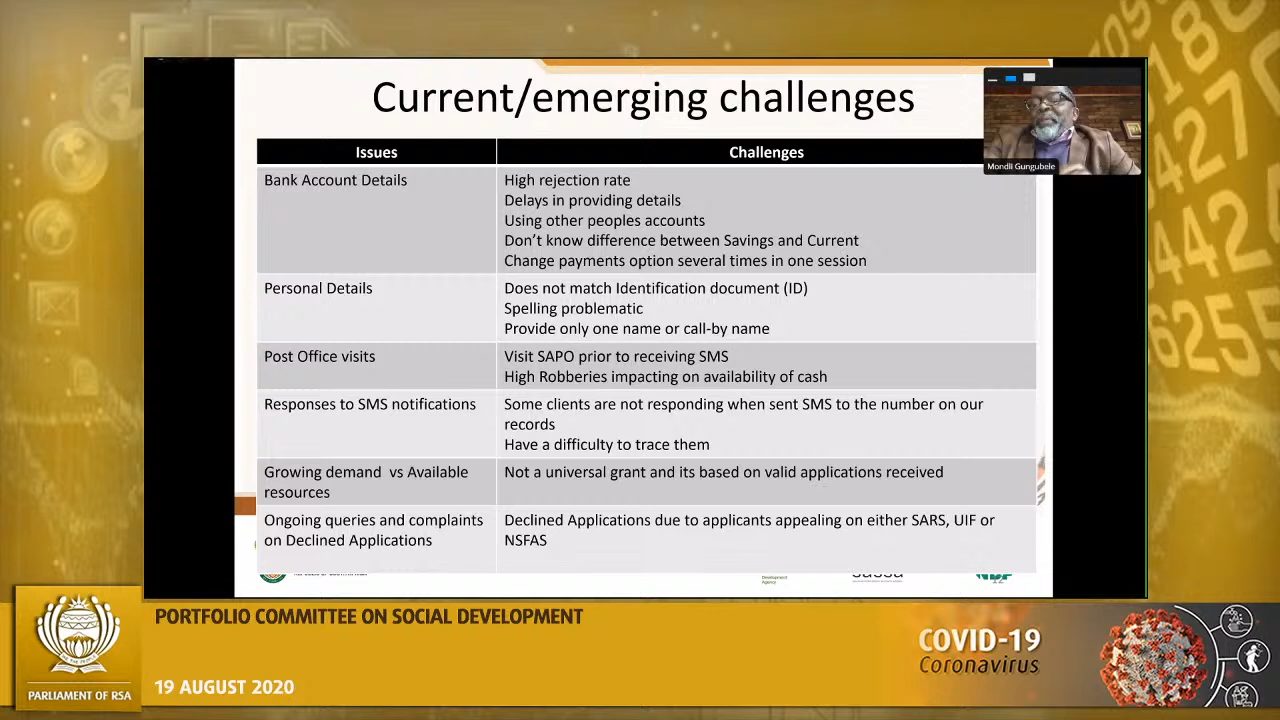 Current/emerging challenges
Issues
Challenges
Bank Account Details
High rejection rate
Delays in providing details
Using other peoples accounts
Don't know difference between Savings and Current
Change payments option several times in one session
Personal Details
Does not match Identification document (ID)
Spelling problematic
Provide only one name or call-by name
Post Office visits
Visit SAPO prior to receiving SMS
High Robberies impacting on availability of cash
Responses to SMS notifications
Some clients are not responding when sent SMS to the number on our
records
Have a difficulty to trace them
Growing demand vs Available
resources
Not a universal grant and its based on valid applications received
Ongoing queries and complaints
on Declined Applications
Declined Applications due to applicants appealing on either SARS, UIF or
NSFAS
Development
Agency
sassa
NDP
12
Mondli Gungubele
PARLIAMENT OF RSA
PORTFOLIO COMMITTEE ON SOCIAL DEVELOPMENT
19 AUGUST 2020
COVID-19
Coronavirus